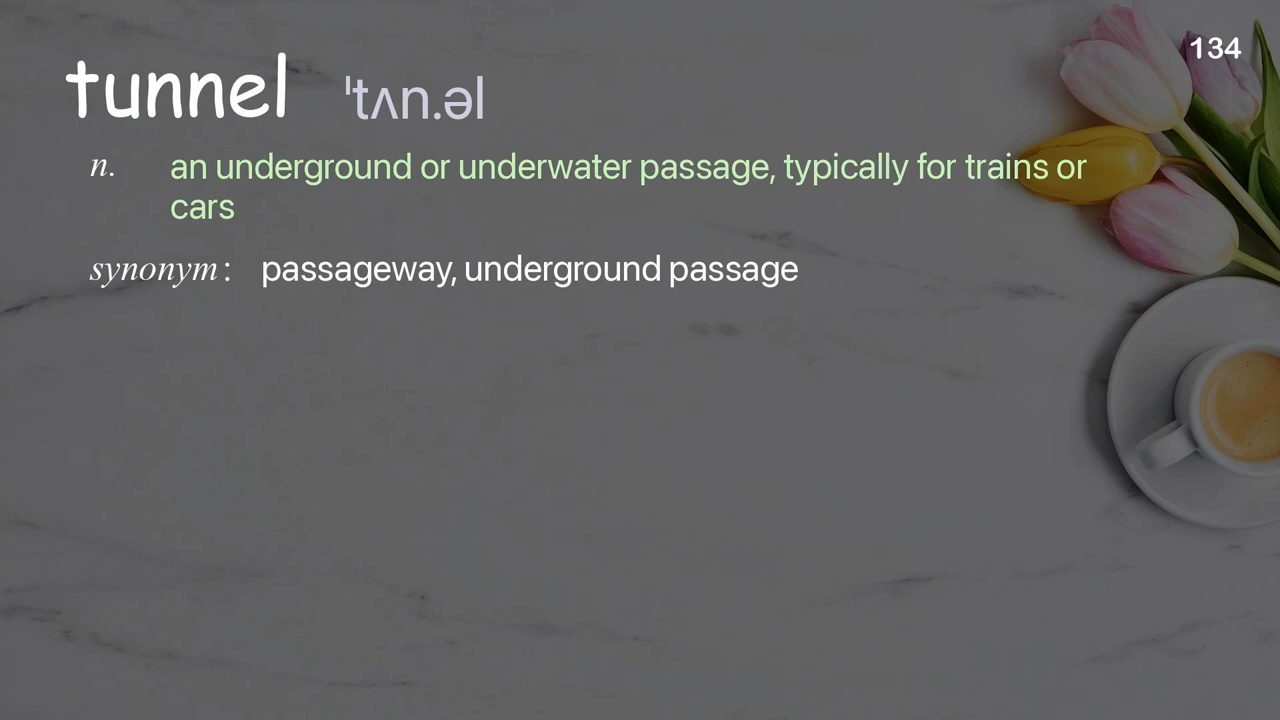 134
tunnel ˈtʌn.əl
n. an underground or underwater passage, typically for trains or
cars
synonym: passageway, underground passage